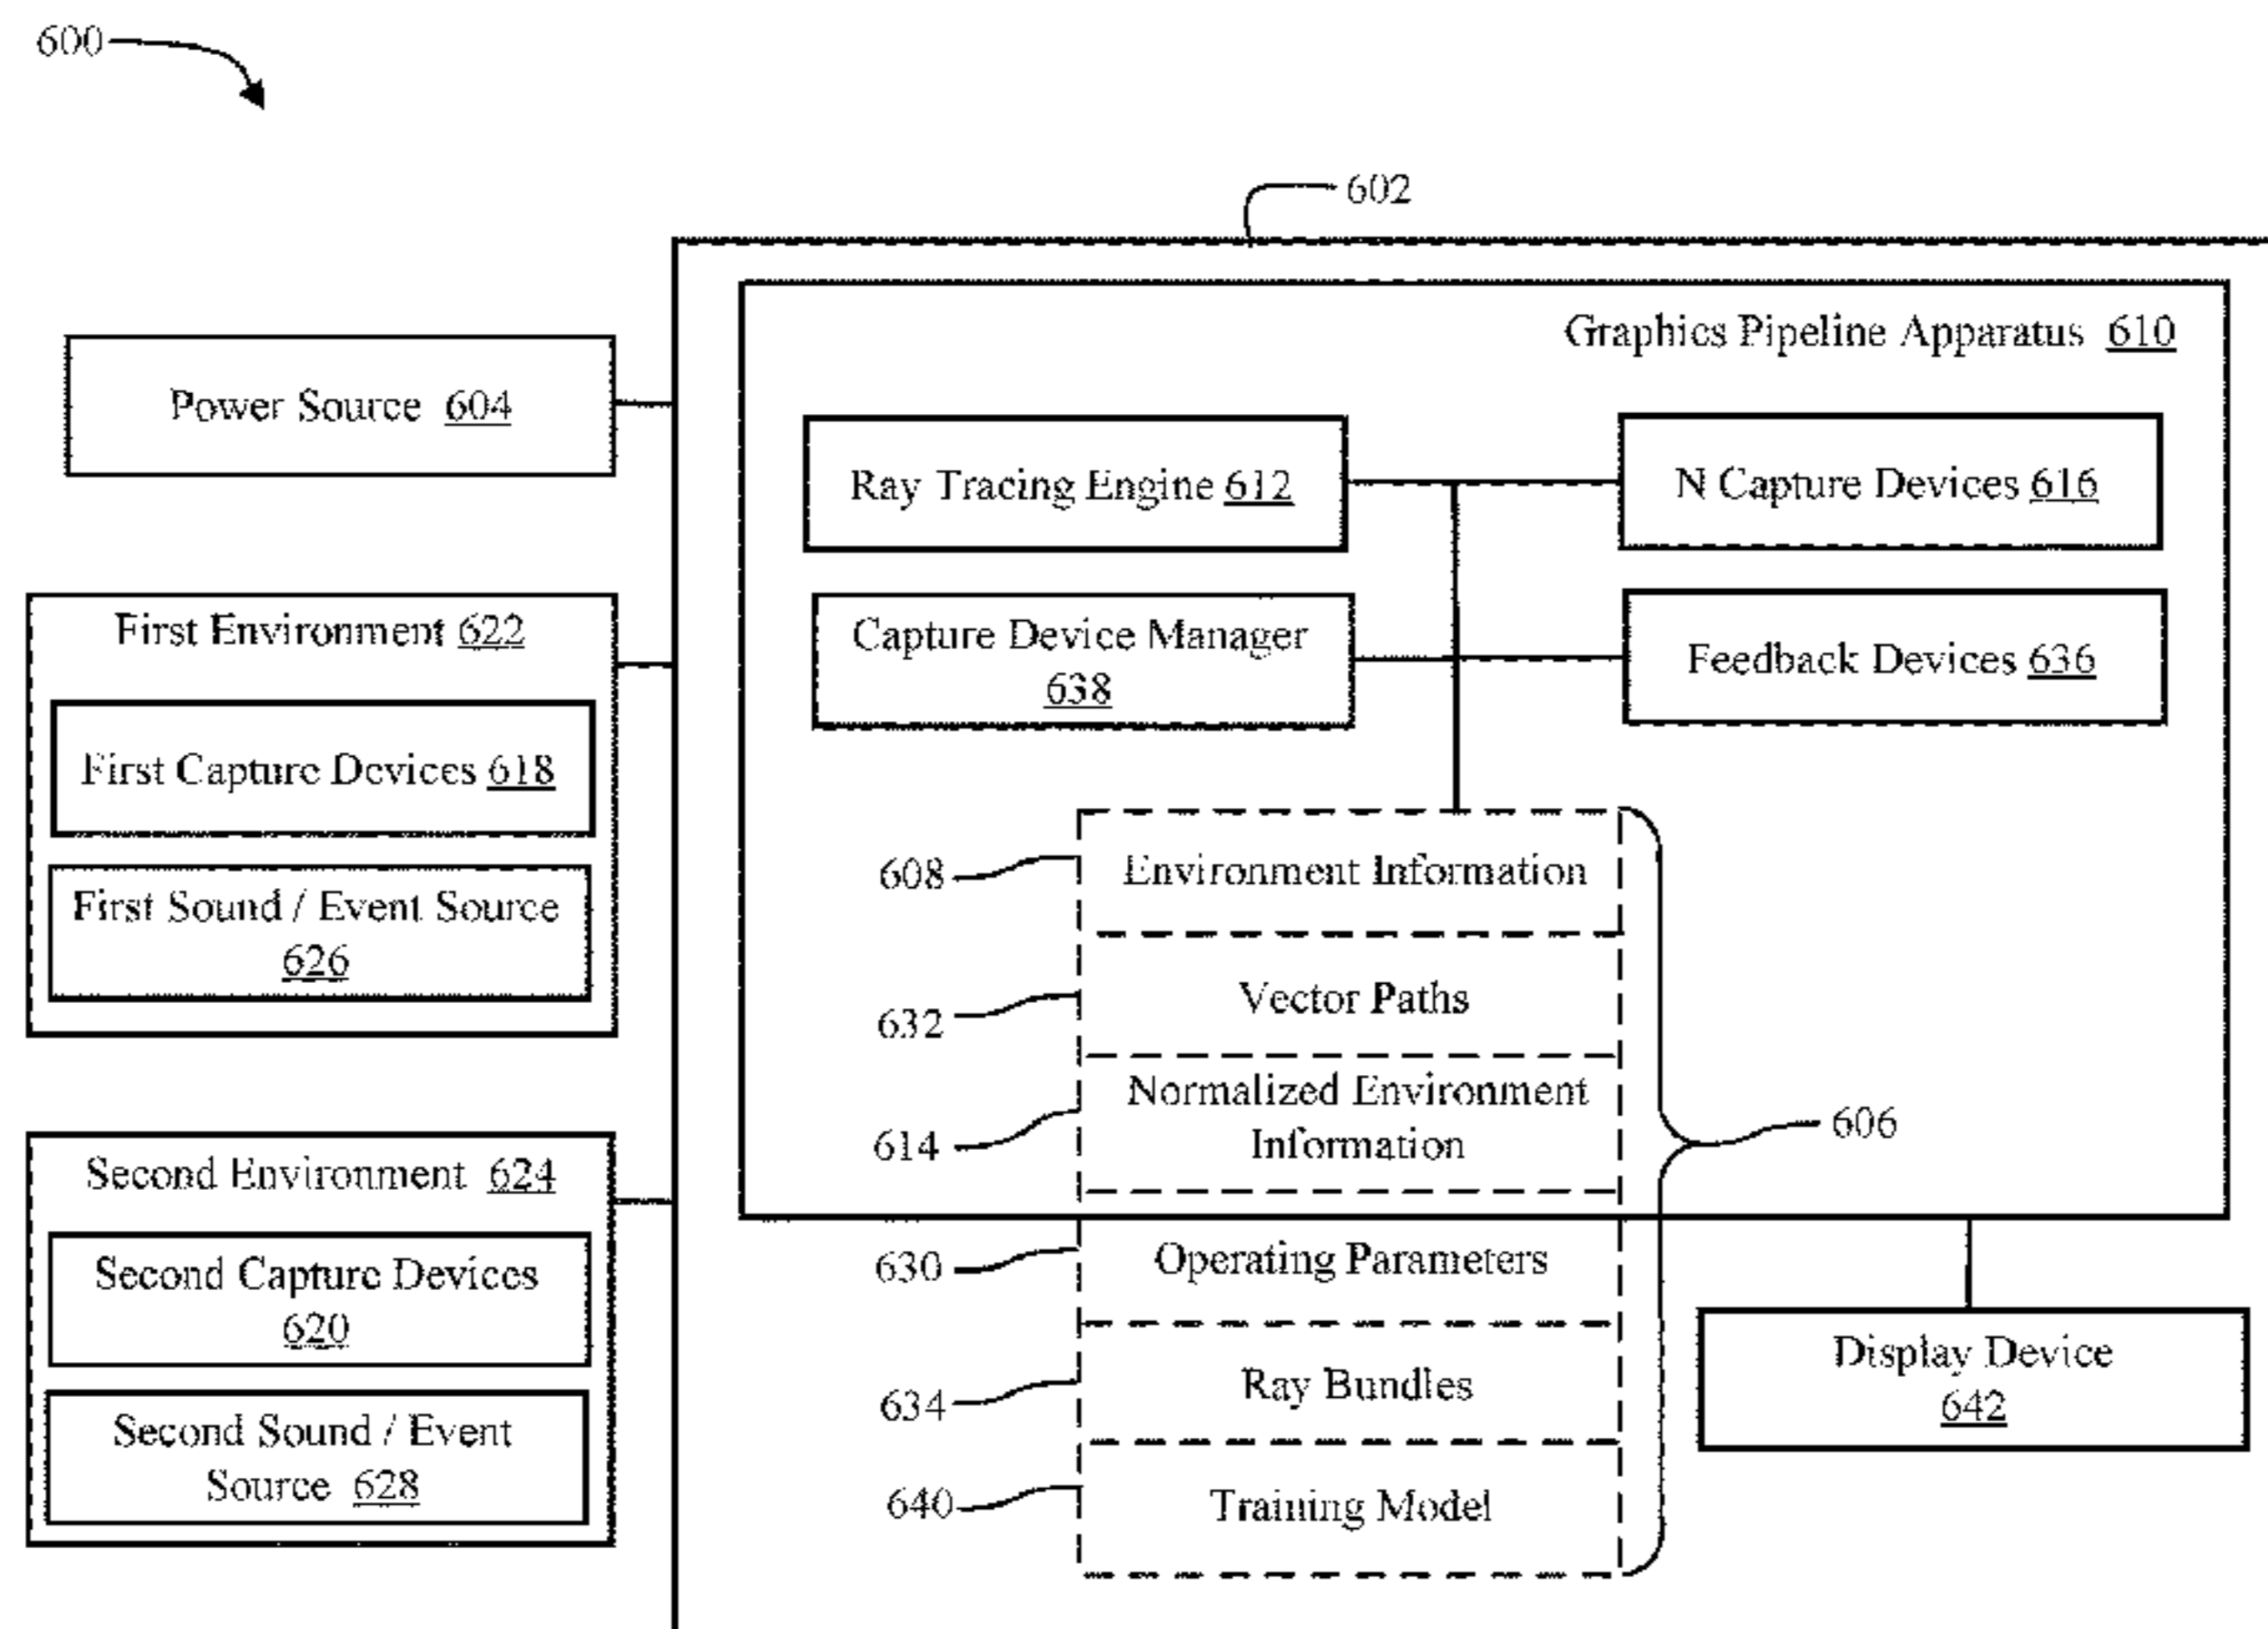 600
602
Graphics Pipeline Apparatus 610
Power Source 604
Ray Tracing Engine 612
N Capture Devices 616
First Environment 622
Capture Device Manager
638
Feedback Devices 636
First Capture Devices 618
608
Environment Information
First Sound / Event Source
626
632
Vector Paths
614
Normalized Environment
Information
606
Second Environment 624
630
Operating Parameters
Second Capture Devices
620
Display Device
642
634
Ray Bundles
Second Sound / Event
Source 628
640
Training Model